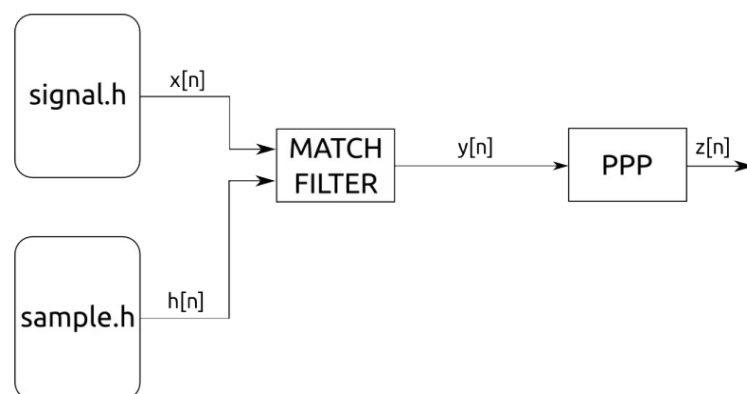 signal.h
x[n]
MATCH
FILTER
y[n]
PPP
z[n]
sample.h
h[n]